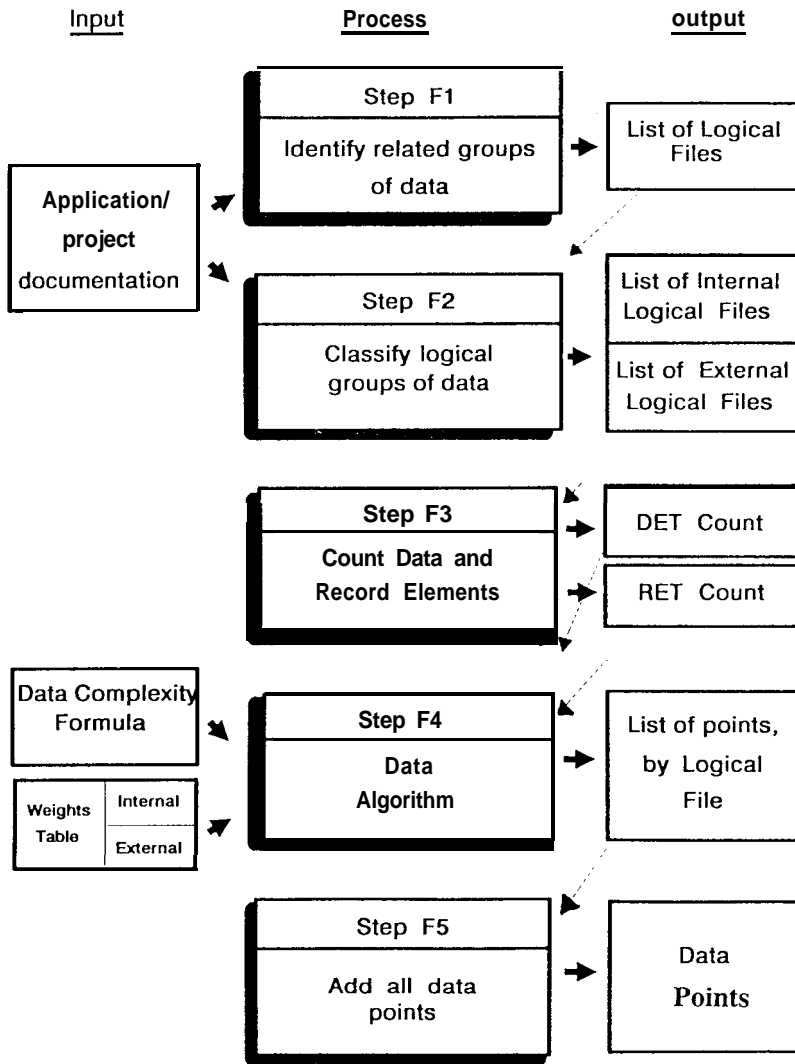 Input
Process
output
Step F1
Identify related groups
of data
List of Logical
Files
Application/
project
documentation
Step F2
Classify logical
groups of data
List of Internal
Logical Files
List of External
Logical Files
Step F3
Count Data and
Record Elements
DET Count
RET Count
Data Complexity
Formula
Weights
Table
Internal
External
Step F4
Data
Algorithm
List of points,
by Logical
File
Step F5
Add all data
points
Data
Points